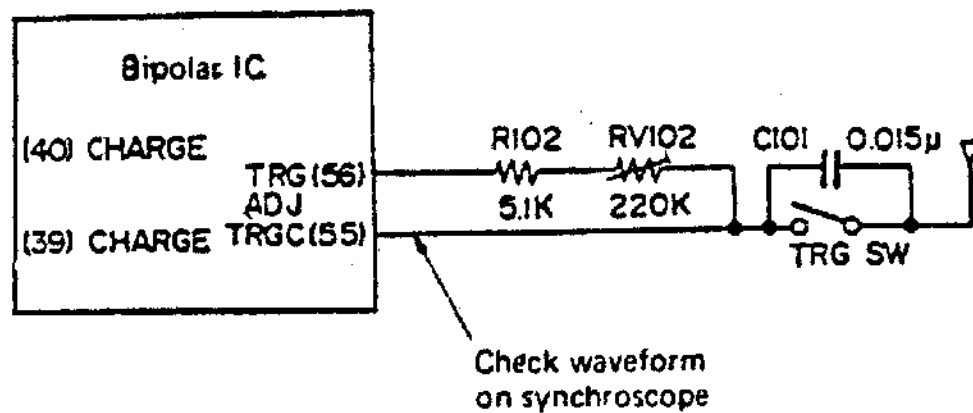 Bipolar IC
(40) CHARGE
TRG (56)
ADJ
(39) CHARGE
TRGC (55)
R102
5.1K
RV102
220K
C101 0.015μ
TRG SW
Check waveform
on synchroscope